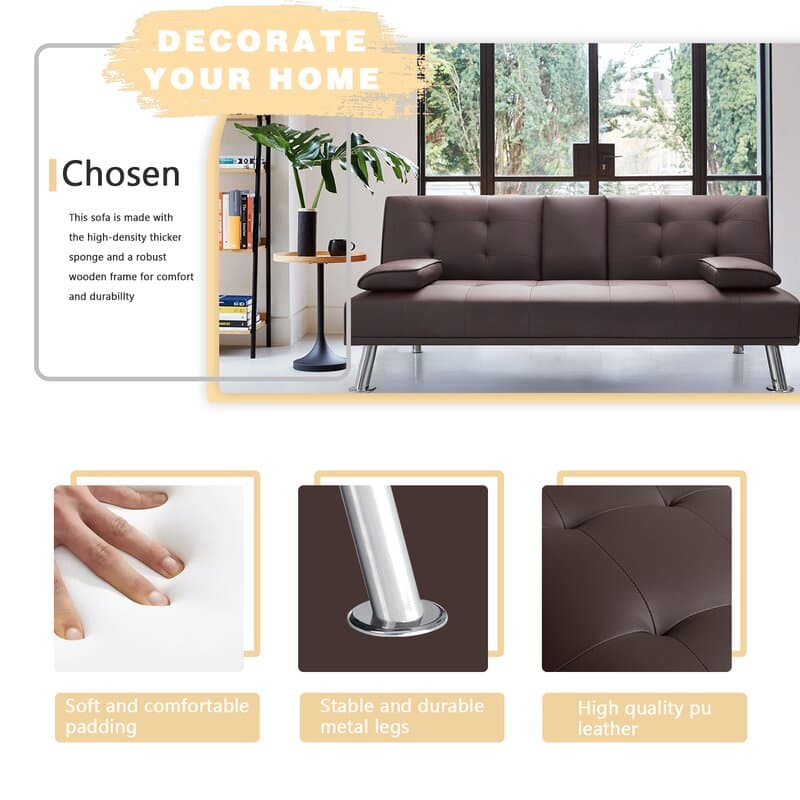 DECORATE
YOUR HOME
Chosen
This sofa is made with
the high-density thicker
sponge and a robust
wooden frame for comfort
and durabillty
Soft and comfortable
padding
Stable and durable
metal legs
High quality pu
leather